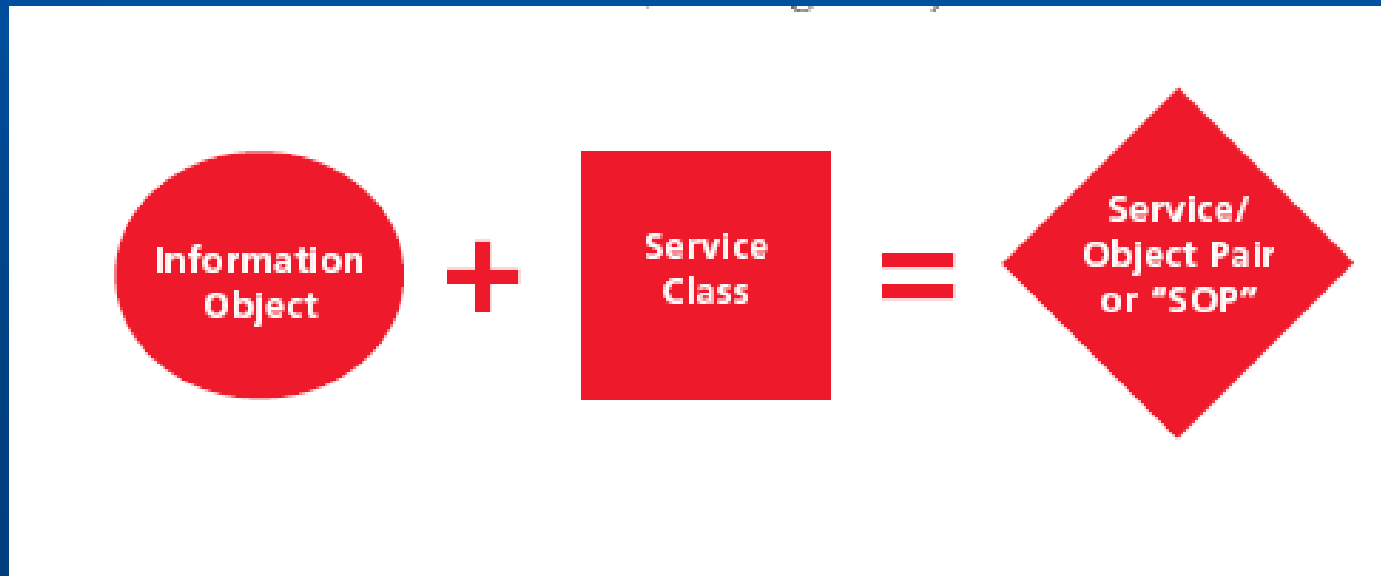 Information
Object
+
Service
Class
=
Service/
Object Pair
or “SOP”